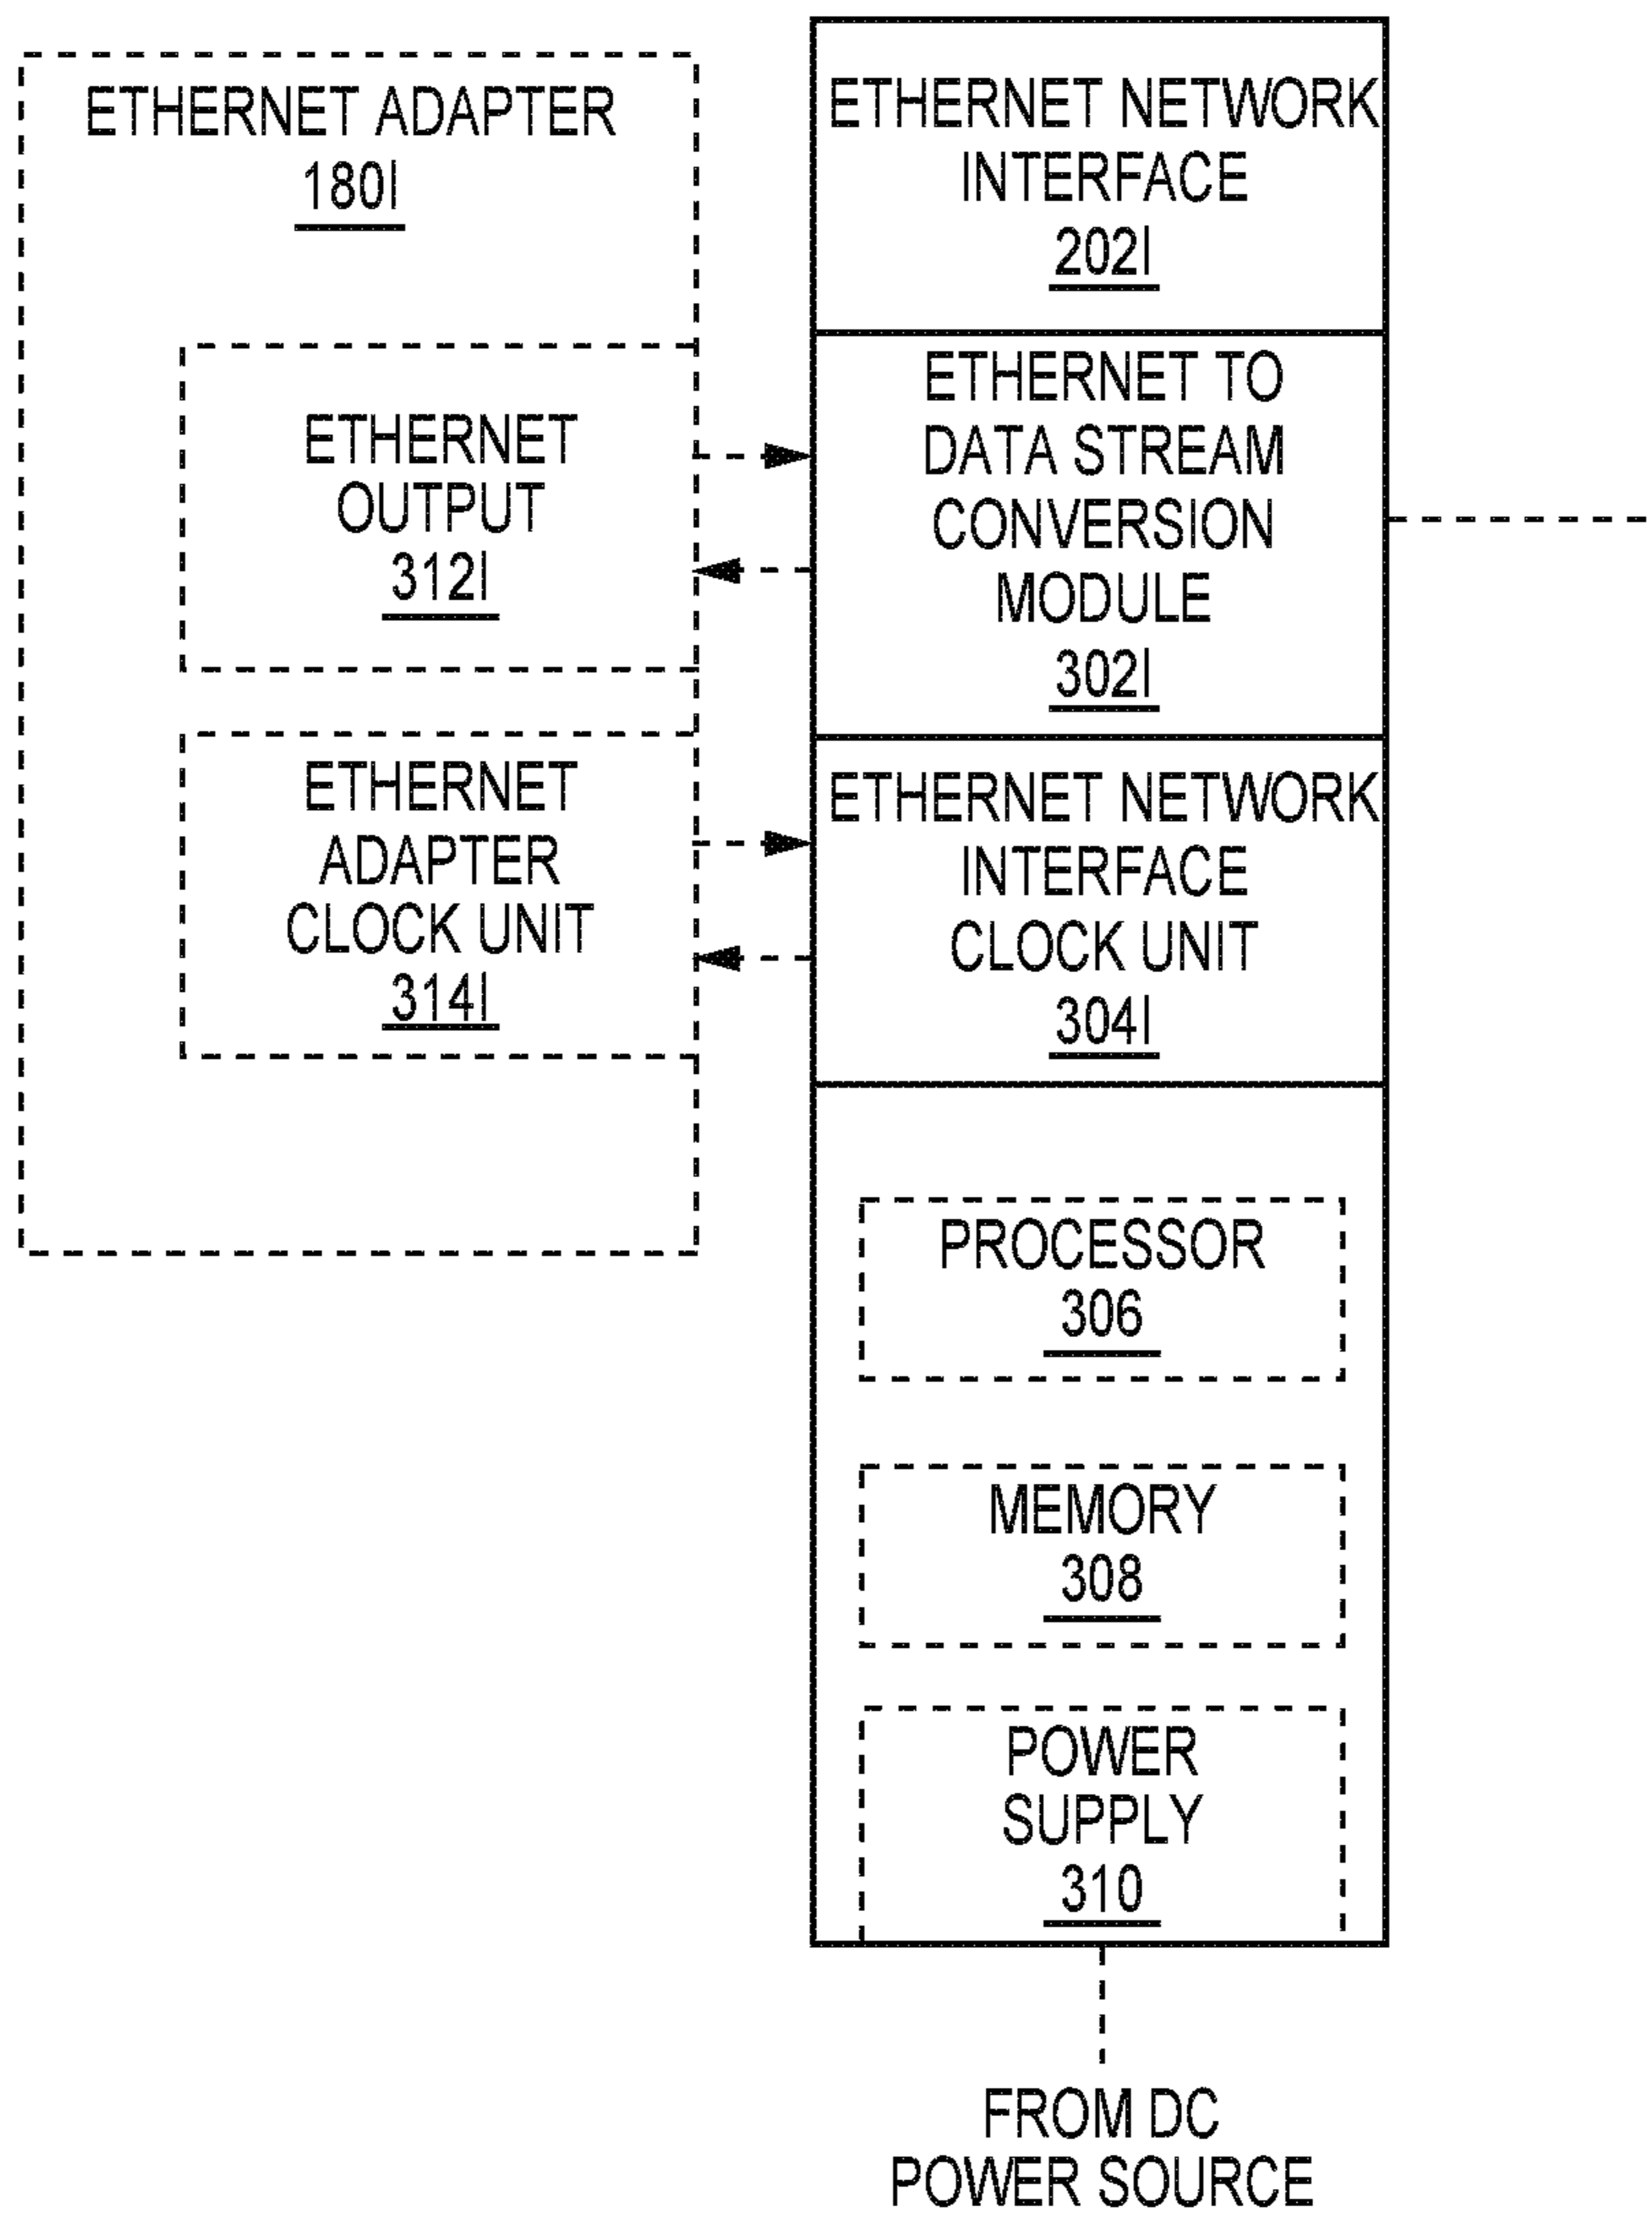 ETHERNET ADAPTER
180I
ETHERNET
OUTPUT
312I
ETHERNET
ADAPTER
CLOCK UNIT
314I
ETHERNET NETWORK
INTERFACE
202I
ETHERNET TO
DATA STREAM
CONVERSION
MODULE
302I
ETHERNET NETWORK
INTERFACE
CLOCK UNIT
304I
PROCESSOR
306
MEMORY
308
POWER
SUPPLY
310
FROM DC
POWER SOURCE